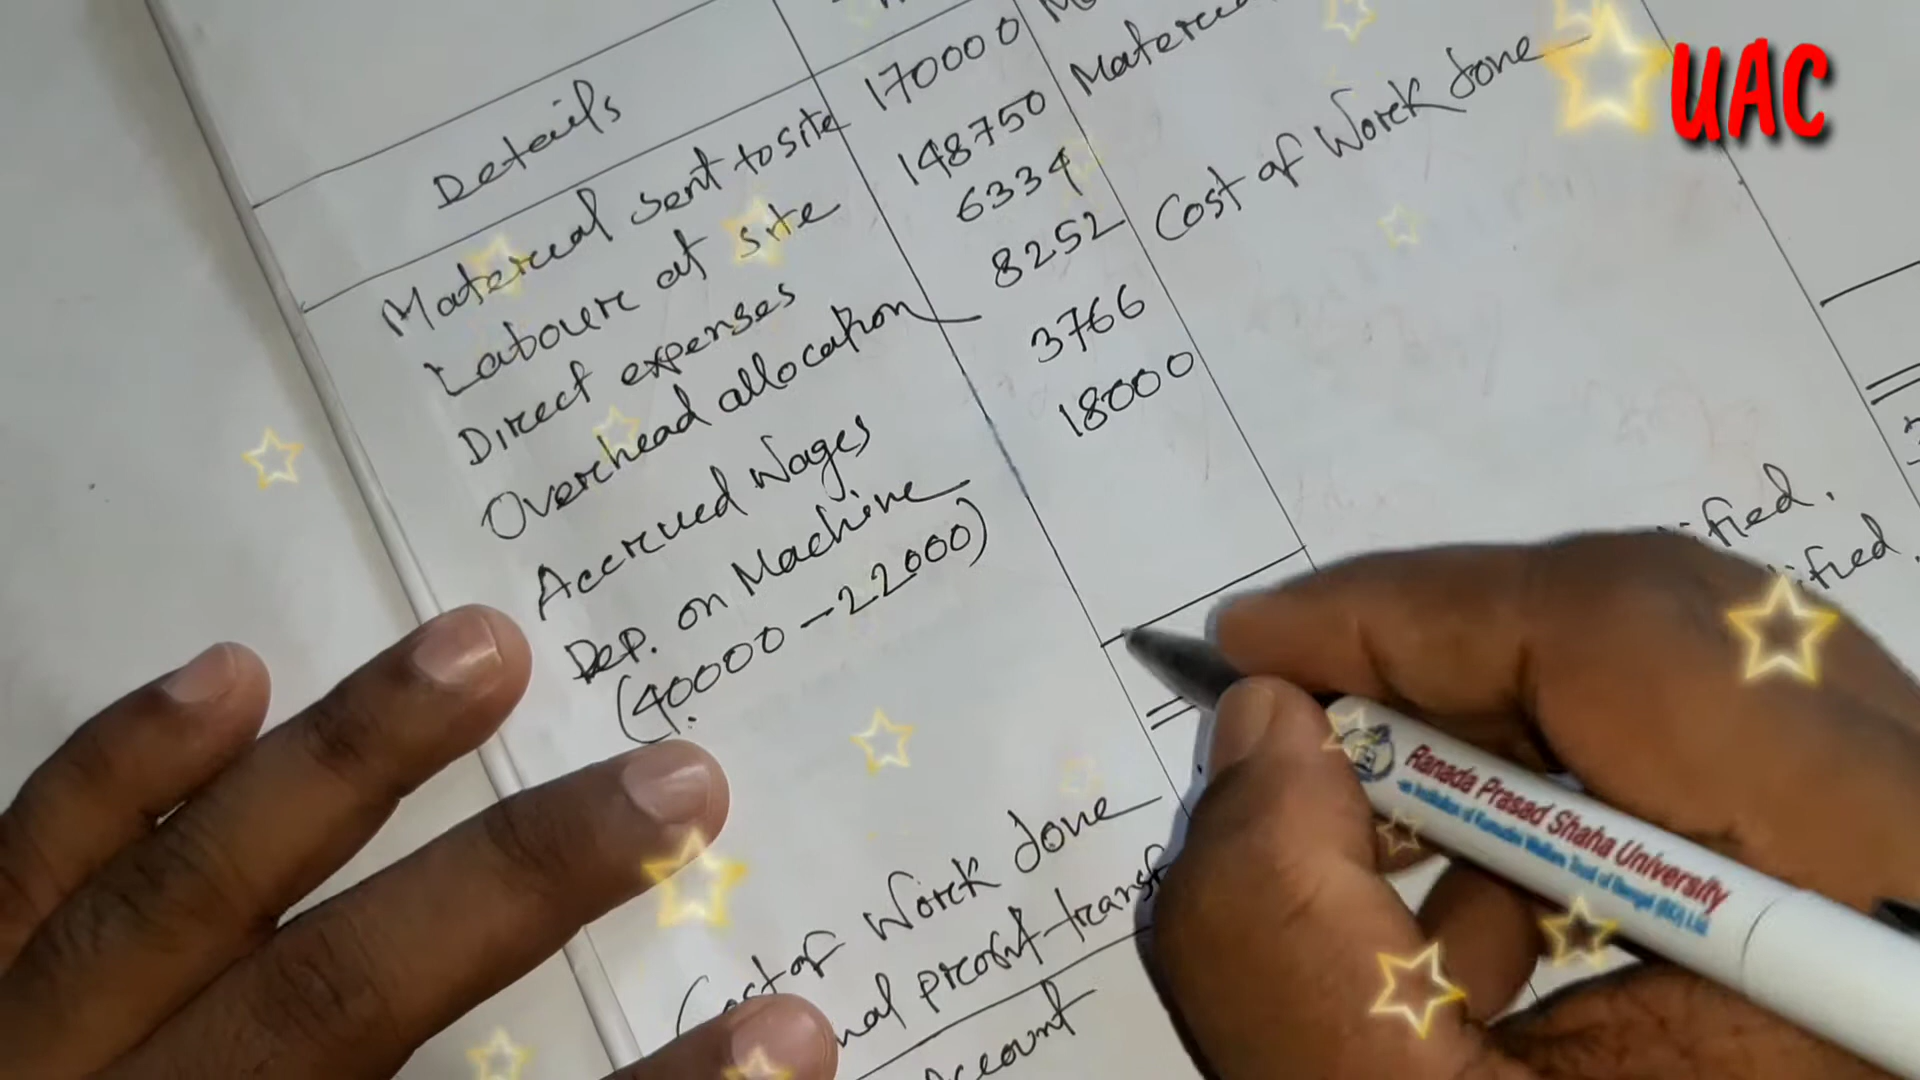 UAC
Details
Matereial sent to site 170000
Laboure at site 148750 Material
Direct expenses 6334
Overhead allocation 8252 Cost of Work done
Accrued Wages 3766
Dep. on Machine 18000
(40000-22000)
Cost of Work done
Account
Ranada Prasad Shaha University